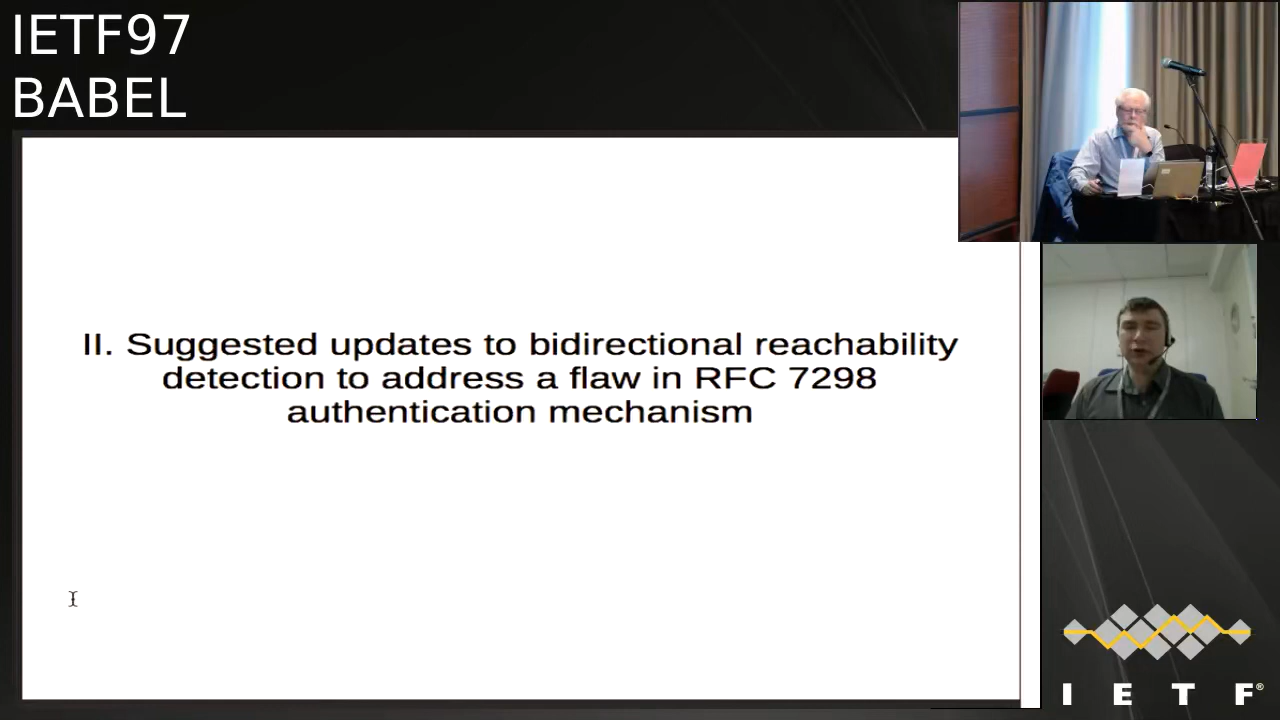 IETF97
BABEL
II. Suggested updates to bidirectional reachability
detection to address a flaw in RFC 7298
authentication mechanism
I E T F®